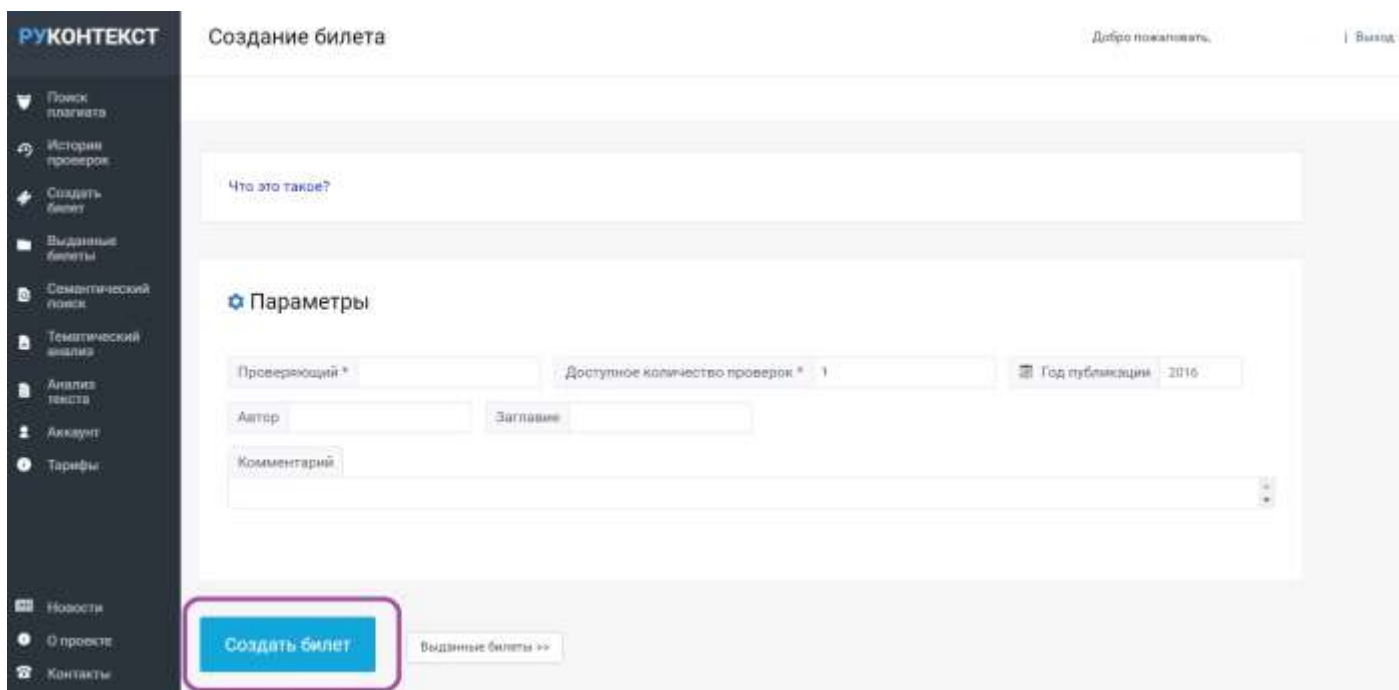 РУКОНТЕКСТ
Создание билета
Добро пожаловать,
| Выход
Поиск
плагиата
История
проверок
Создать
билет
Выданные
билеты
Семантический
поиск
Тематический
анализ
Анализ
текста
Аккаунт
Тарифы
Новости
О проекте
Контакты
Что это такое?
Параметры
Проверяющий *
Доступное количество проверок * 1
Год публикации 2016
Автор
Заглавие
Комментарий
Создать билет
Выданные билеты >>